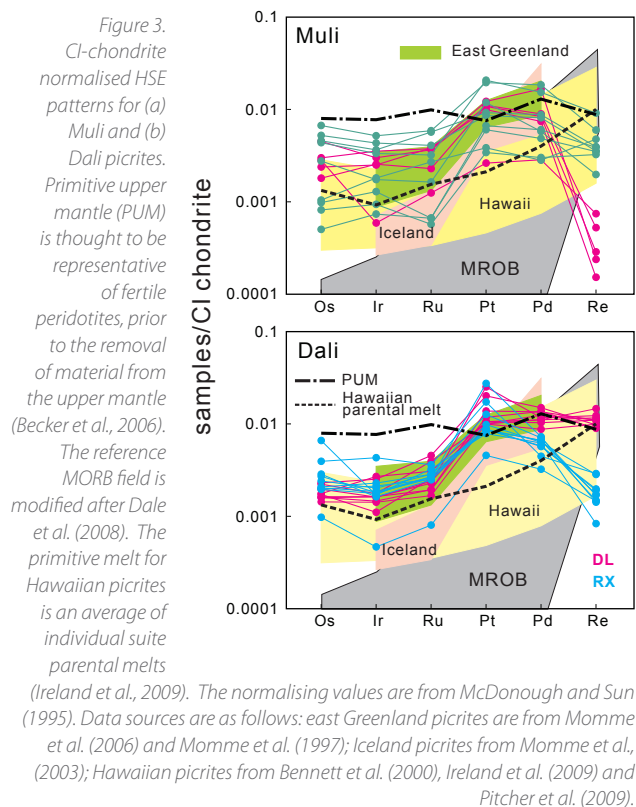 Figure 3.
CI-chondrite
normalised HSE
patterns for (a)
Muli and (b)
Dali picrites.
Primitive upper
mantle (PUM)
is thought to be
representative
of fertile
peridotites, prior
to the removal
of material from
the upper mantle
(Becker et al., 2006).
The reference
MORB field is
modified after Dale
et al. (2008). The
primitive melt for
Hawaiian picrites
is an average of
individual suite
parental melts
(Ireland et al., 2009). The normalising values are from McDonough and Sun
(1995). Data sources are as follows: east Greenland picrites are from Momme
et al. (2006) and Momme et al. (1997); Iceland picrites from Momme et al.,
(2003); Hawaiian picrites from Bennett et al. (2000), Ireland et al. (2009) and
Pitcher et al. (2009).
samples/CI chondrite
0.1
0.01
0.001
0.0001
Muli
East Greenland
Hawaii
Iceland
MROB
Os Ir Ru Pt Pd Re
0.1
0.01
0.001
0.0001
Dali
PUM
Hawaiian
parental melt
Hawaii
Iceland
MROB
DL
RX
Os Ir Ru Pt Pd Re